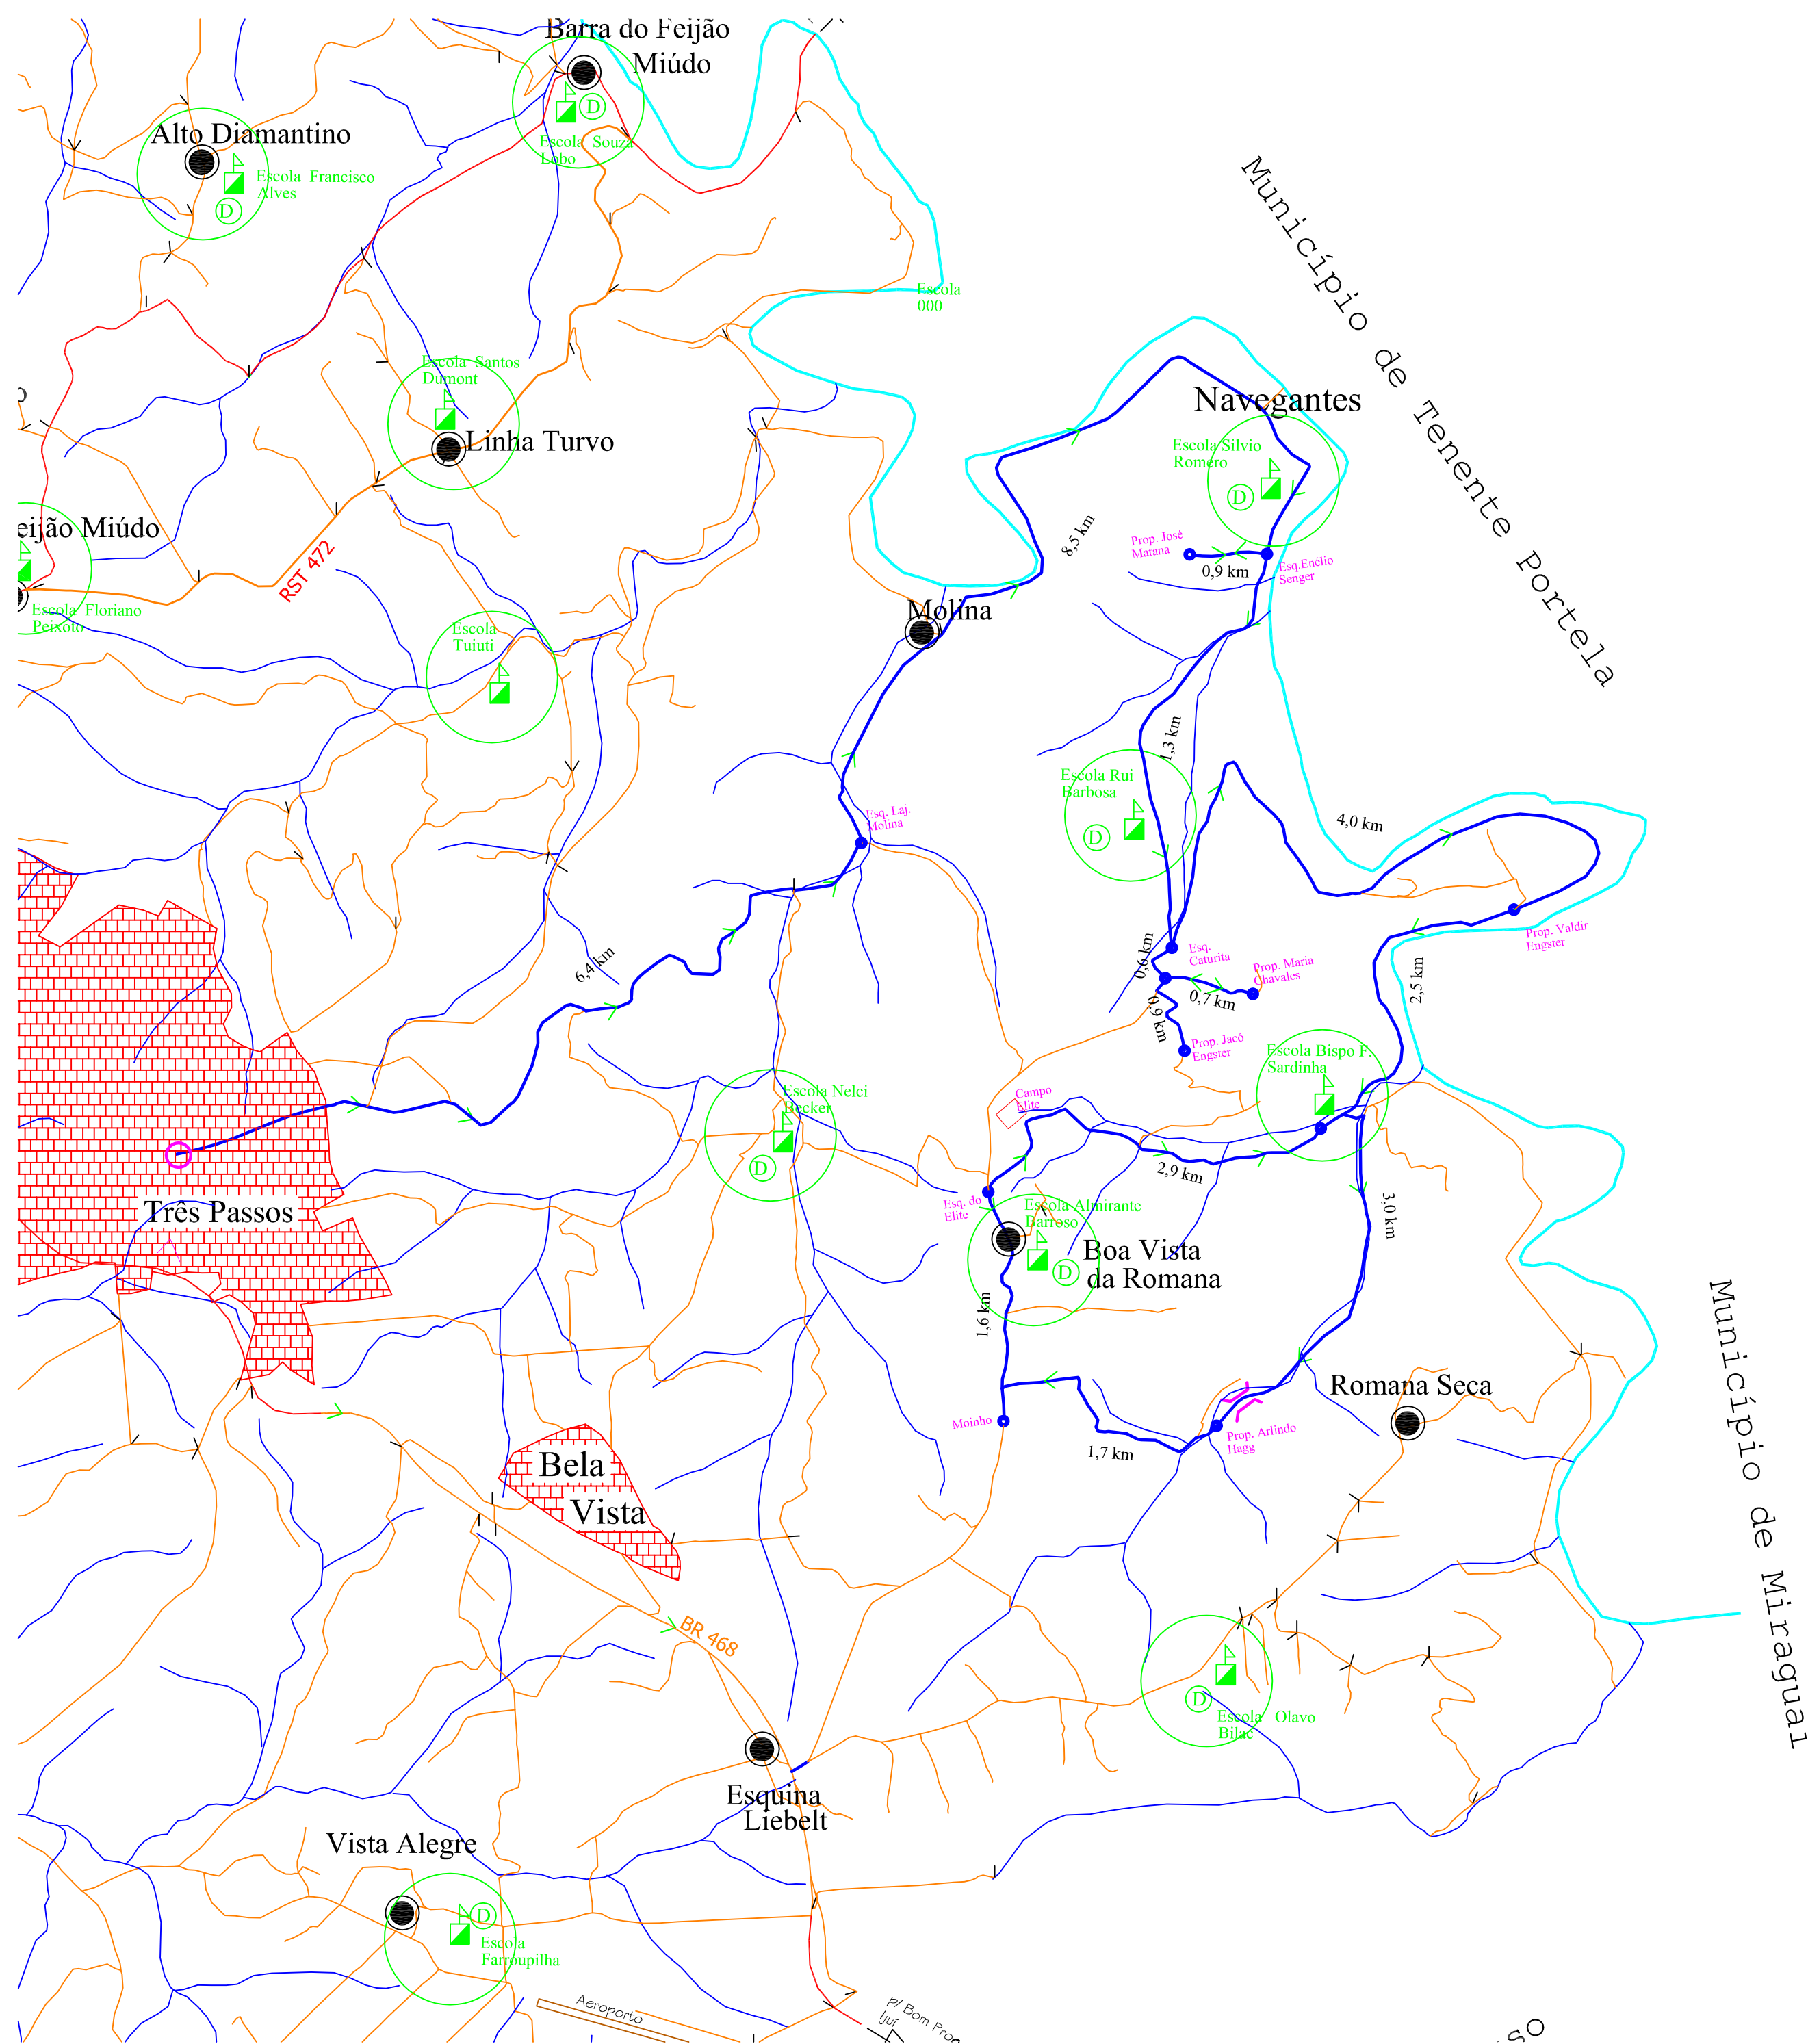 Barra do Feijão
Miúdo
Alto Diamantino
Escola Souza
Lobo
Escola Francisco
Alves
D
D
Município de Tenente Portela
Escola
000
Escola Santos
Dumont
Linha Turvo
Navegantes
Escola Silvio
Romero
D
eijão Miúdo
RST 472
8,5 km
Prop. José
Matana
0,9 km
Esq.Enélio
Senger
Escola Floriano
Peixoto
Molina
Escola
Tuiuti
1,3 km
Escola Rui
Barbosa
D
Esq. Laj.
Molina
4,0 km
Prop. Valdir
Engster
6,4 km
0,6 km
Esq.
Caturita
Prop. Maria
Chavales
0,7 km
0,9 km
2,5 km
Prop. Jacó
Engster
Escola Bispo F.
Sardinha
Escola Nelci
Becker
D
Campo
Elite
2,9 km
Três Passos
Esq. do
Elite
Escola Almirante
Barroso
D
3,0 km
Boa Vista
da Romana
1,6 km
Município de Miragual
Romana Seca
Moinho
Prop. Arlindo
Hagg
1,7 km
Bela
Vista
BR 468
D
Escola Olavo
Bilac
Esquina
Liebelt
Vista Alegre
D
Escola
Farroupilha
Aeroporto
p/ Bom Pro
Ijuí